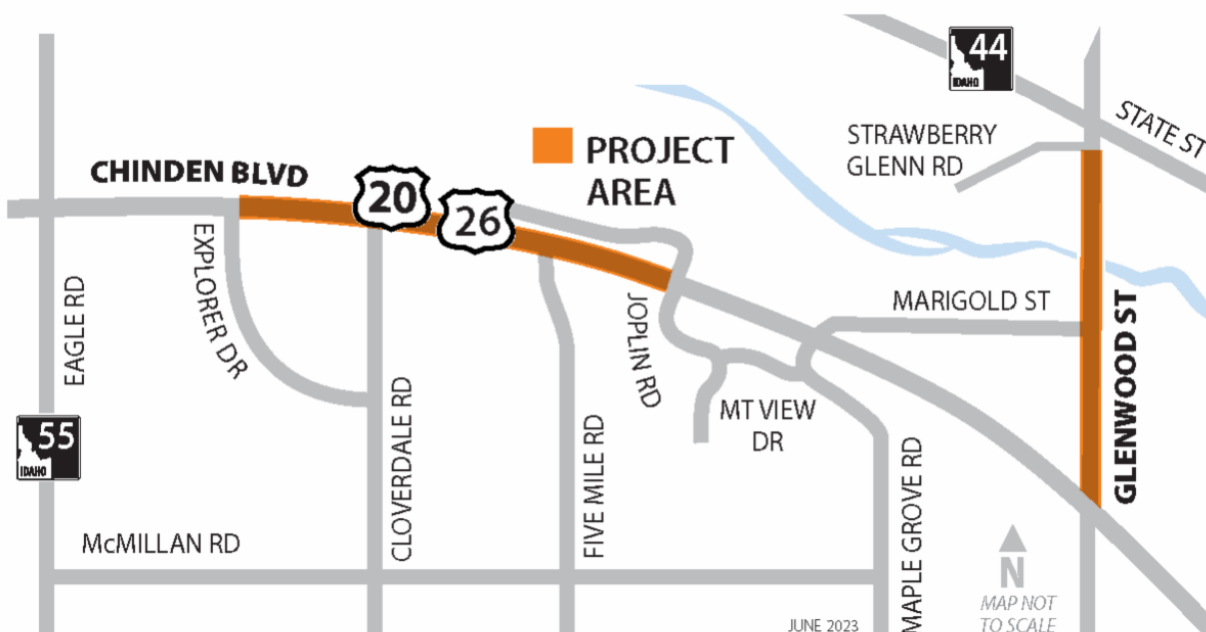 44
IDAHO
STATE ST
STRAWBERRY
GLENN RD
PROJECT
AREA
CHINDEN BLVD
20
26
EXPLORER DR
EAGLE RD
JOPLIN RD
MARIGOLD ST
GLENWOOD ST
55
IDAHO
CLOVERDALE RD
FIVE MILE RD
MT VIEW
DR
MAPLE GROVE RD
McMILLAN RD
N
MAP NOT
TO SCALE
JUNE 2023